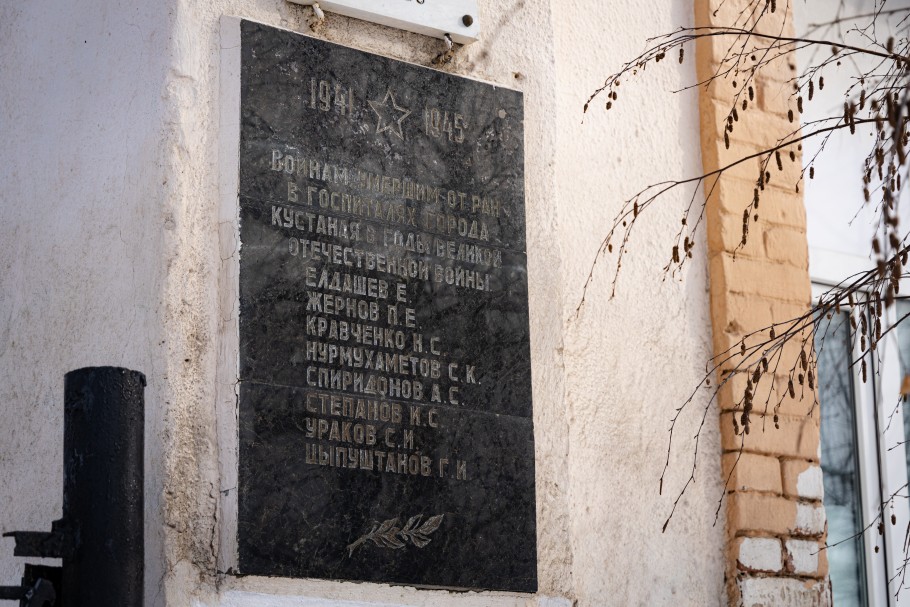 1941 1945
ВОИНАМ УМЕРШИМ ОТ РАН
В ГОСПИТАЛЯХ ГОРОДА
КУСТАНАЯ В ГОДЫ ВЕЛИКОЙ
ОТЕЧЕСТВЕННОЙ ВОЙНЫ
ЕЛДАШЕВ Е.
ЖЕРНОВ П.Е.
КРАВЧЕНКО Н.С.
НУРМУХАМЕТОВ С.К.
СПИРИДОНОВ А.С.
СТЕПАНОВ И.С.
УРАКОВ С.И.
ЦЫПУШТАНОВ Г.И